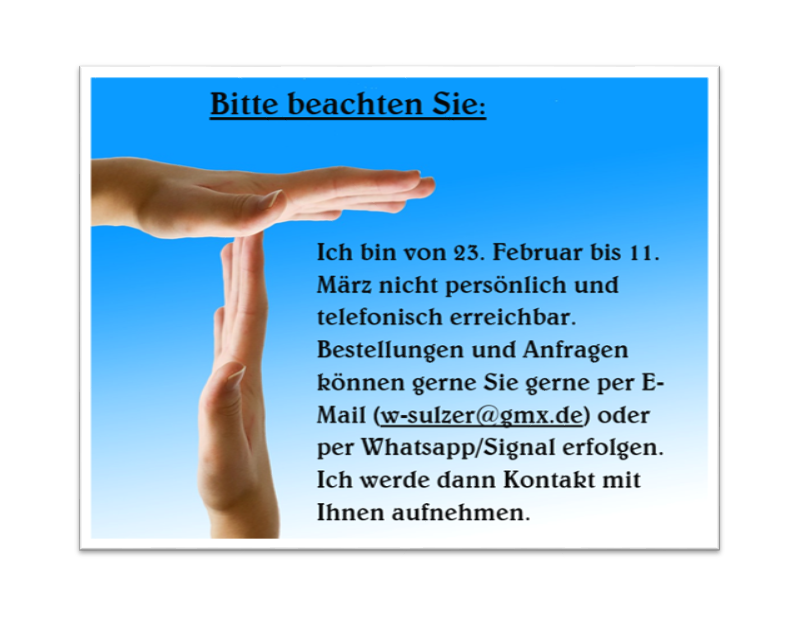 Bitte beachten Sie:
Ich bin von 23. Februar bis 11.
März nicht persönlich und
telefonisch erreichbar.
Bestellungen und Anfragen
können gerne Sie gerne per E-
Mail (w-sulzer@gmx.de) oder
per Whatsapp/Signal erfolgen.
Ich werde dann Kontakt mit
Ihnen aufnehmen.